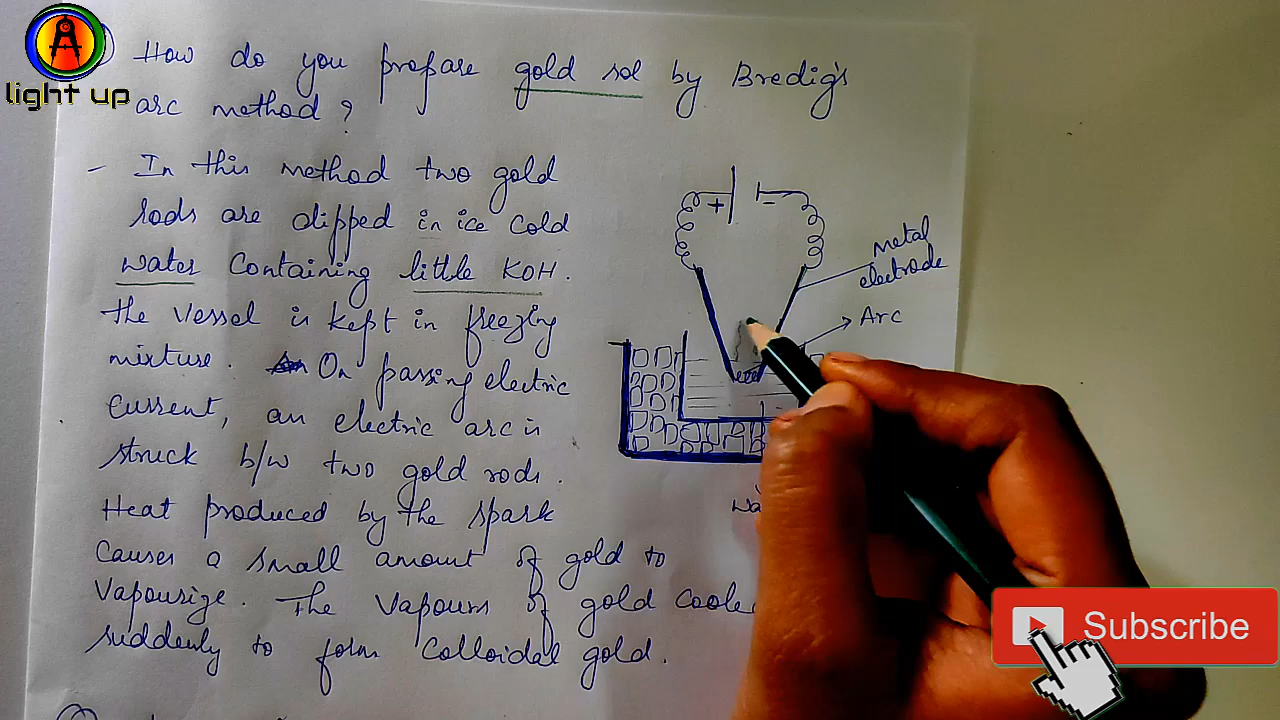 light up
How do you prepare gold sol by Bredig's
arc method?
- In this method two gold
rods are dipped in ice cold
water containing little KOH.
the vessel is kept in freezing
mixture. On passing electric
current, an electric arc is
struck b/w two gold rods.
Heat produced by the spark
causes a small amount of gold to
vapourize. The vapours of gold
suddenly to form colloidal gold.
+ -
metal
electrode
Arc
Subscribe